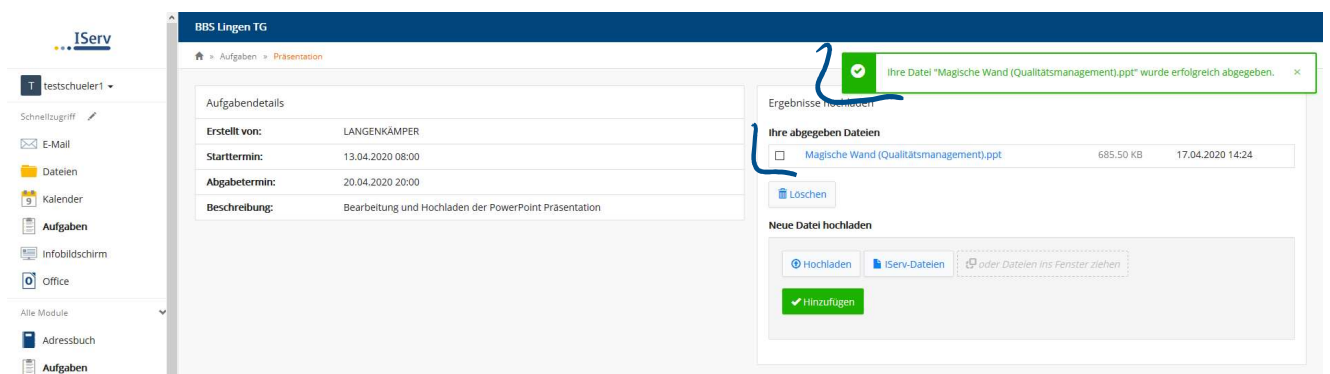 IServ
T testschueler1
Schnellzugriff
E-Mail
Dateien
9 Kalender
Aufgaben
Infobildschirm
Office
Alle Module
Adressbuch
Aufgaben
BBS Lingen TG
» Aufgaben » Präsentation
Ihre Datei "Magische Wand (Qualitätsmanagement).ppt" wurde erfolgreich abgegeben. ×
Aufgabendetails
Erstellt von: LANGENKÄMPER
Starttermin: 13.04.2020 08:00
Abgabetermin: 20.04.2020 20:00
Beschreibung: Bearbeitung und Hochladen der PowerPoint Präsentation
Ergebnisse hochladen
Ihre abgegeben Dateien
Magische Wand (Qualitätsmanagement).ppt 685.50 KB 17.04.2020 14:24
Löschen
Neue Datei hochladen
Hochladen IServ-Dateien oder Dateien ins Fenster ziehen
Hinzufügen